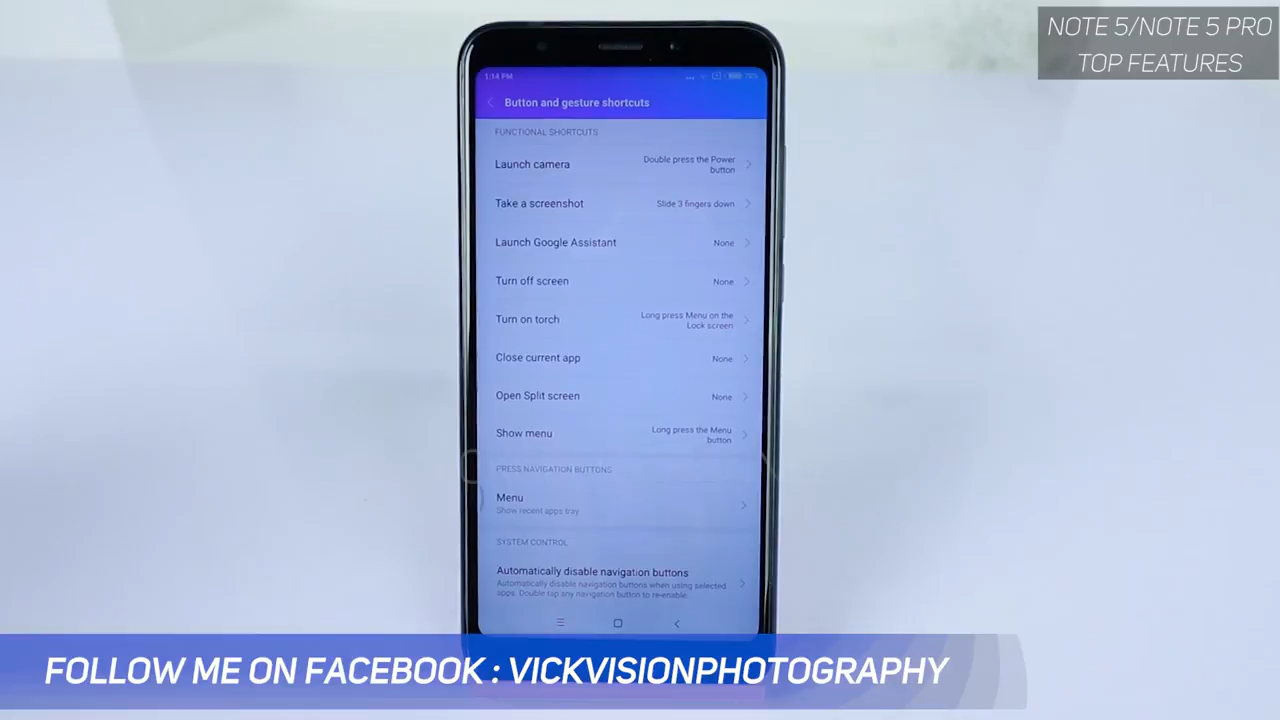 NOTE 5/NOTE 5 PRO
TOP FEATURES
1:14 PM
Button and gesture shortcuts
FUNCTIONAL SHORTCUTS
Launch camera
Double press the Power
button
Take a screenshot
Slide 3 fingers down
Launch Google Assistant
None
Turn off screen
None
Turn on torch
Long press Menu on the
Lock screen
Close current app
None
Open Split screen
None
Show menu
Long press the Menu
button
PRESS NAVIGATION BUTTONS
Menu
Show recent apps tray
SYSTEM CONTROL
Automatically disable navigation buttons
Automatically disable navigation buttons when using selected
apps. Double tap any navigation button to re-enable.
FOLLOW ME ON FACEBOOK : VICKVISIONPHOTOGRAPHY